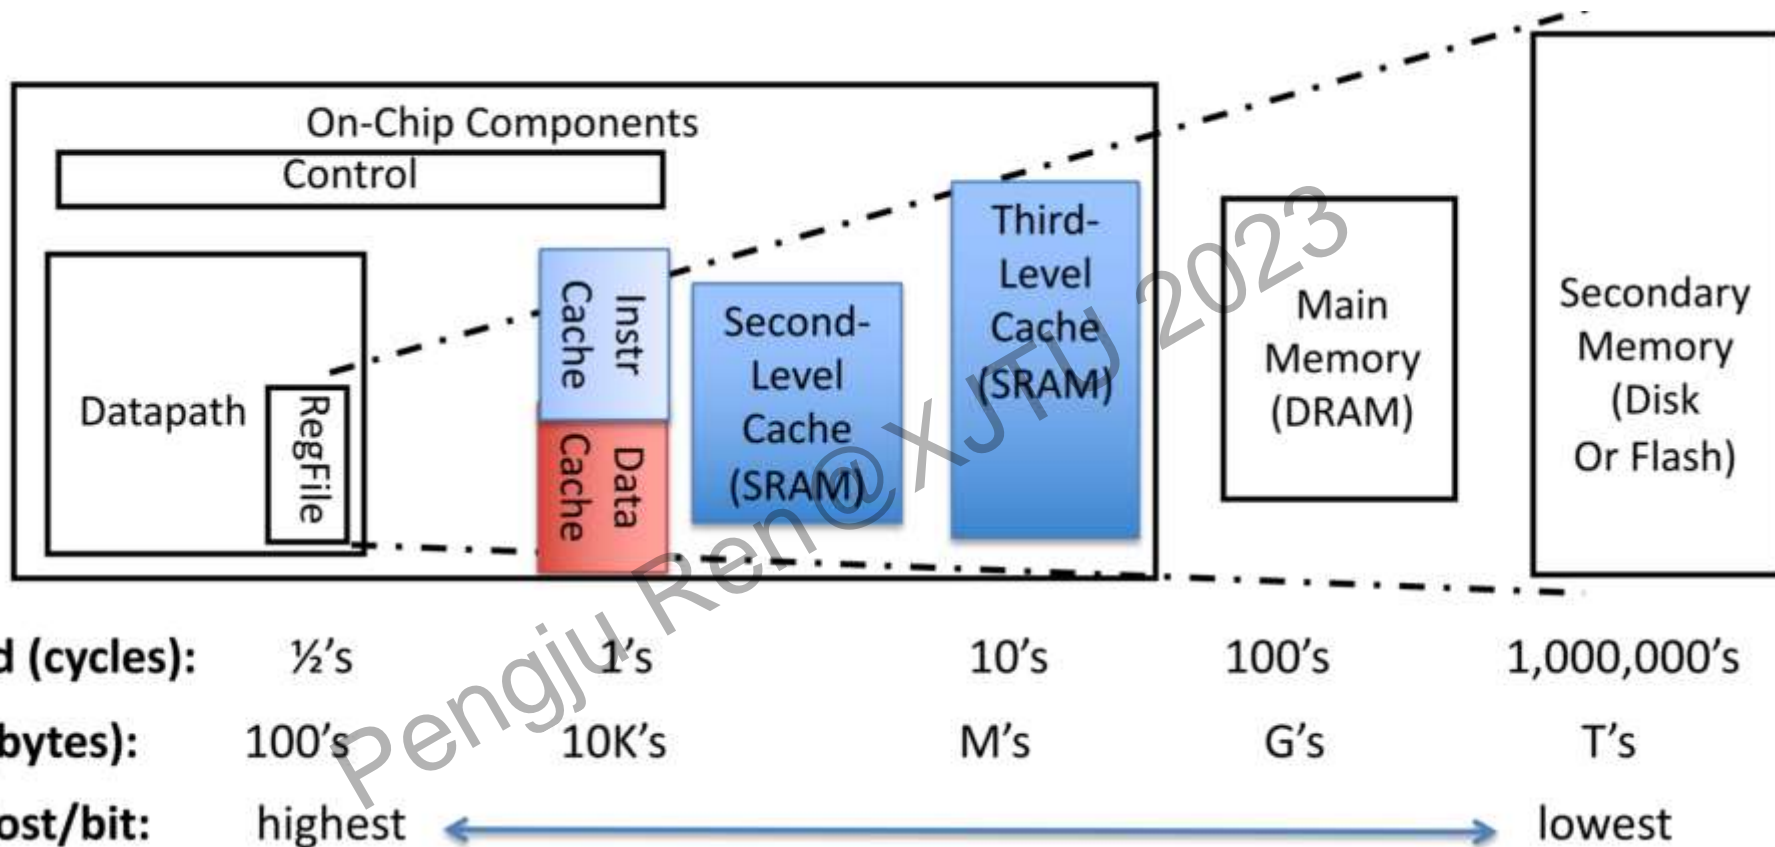 On-Chip Components
Control
Datapath
RegFile
Instr
Cache
Data
Cache
Second-
Level
Cache
(SRAM)
Third-
Level
Cache
(SRAM)
Main
Memory
(DRAM)
Secondary
Memory
(Disk
Or Flash)
d (cycles): ½'s 1's 10's 100's 1,000,000's
bytes): 100's 10K's M's G's T's
ost/bit: highest lowest
Pengju Ren@XJTU 2023